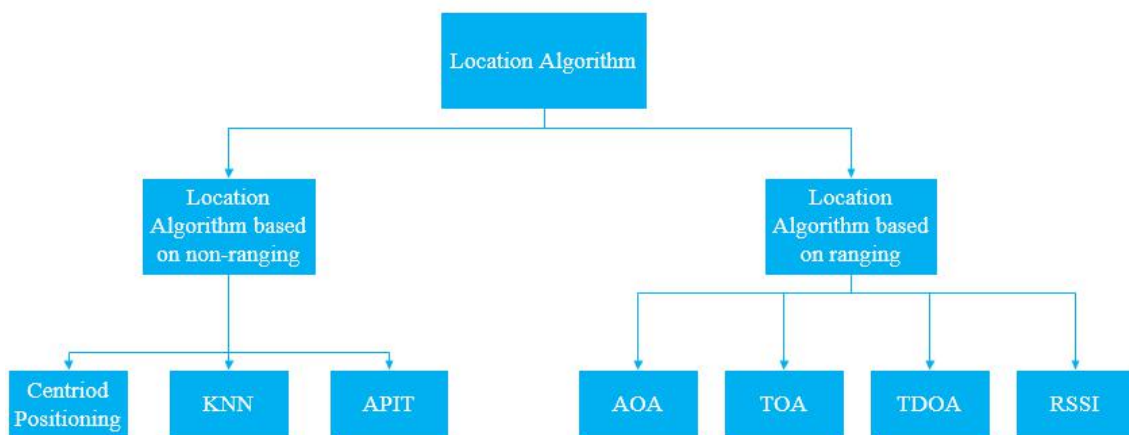 Location Algorithm
Location
Algorithm based
on non-ranging
Location
Algorithm based
on ranging
Centriod
Positioning
KNN
APIT
AOA
TOA
TDOA
RSSI